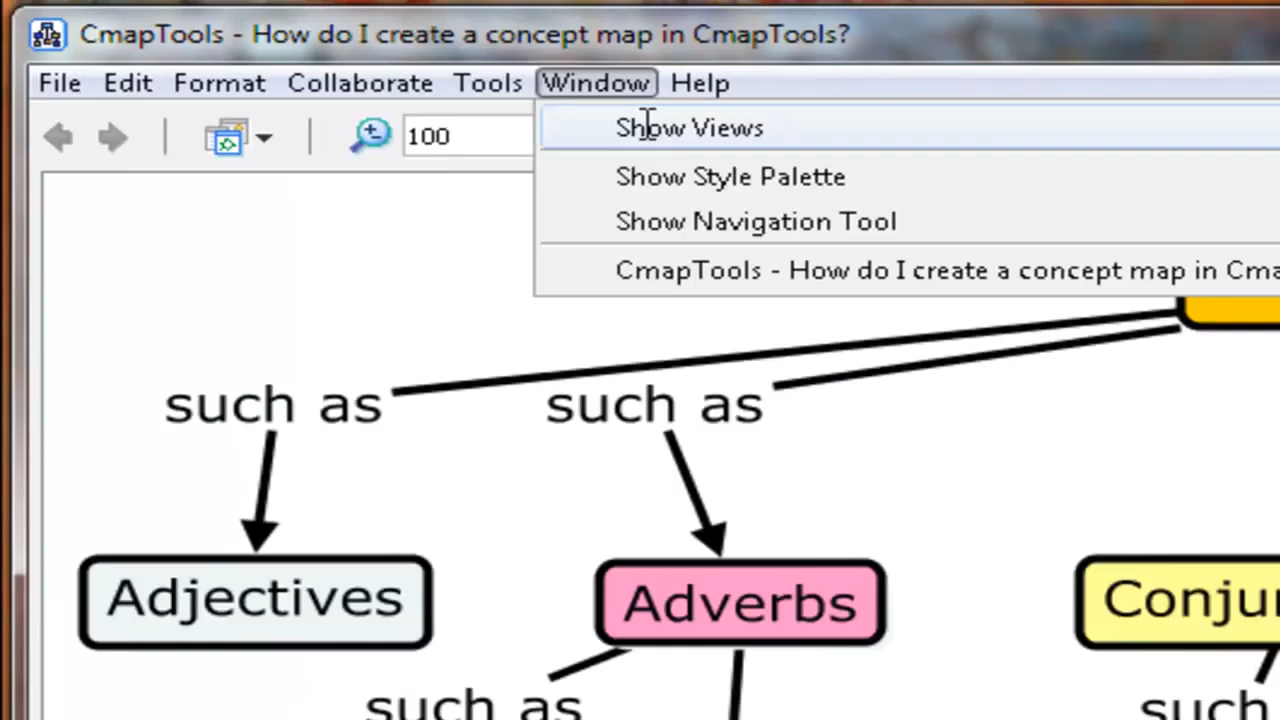 CmapTools - How do I create a concept map in CmapTools?
File Edit Format Collaborate Tools Window Help
100
Show Views
Show Style Palette
Show Navigation Tool
CmapTools - How do I create a concept map in Cma
such as such as
Adjectives Adverbs Conju
such as such